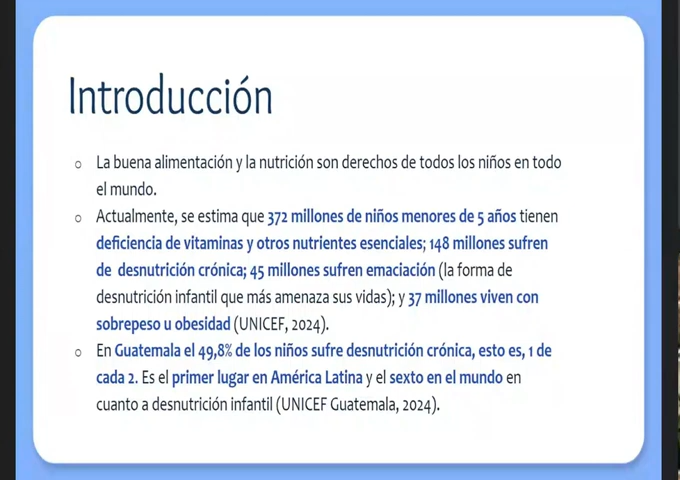 Introducción
○ La buena alimentación y la nutrición son derechos de todos los niños en todo
el mundo.
○ Actualmente, se estima que 372 millones de niños menores de 5 años tienen
deficiencia de vitaminas y otros nutrientes esenciales; 148 millones sufren
de desnutrición crónica; 45 millones sufren emaciación (la forma de
desnutrición infantil que más amenaza sus vidas); y 37 millones viven con
sobrepeso u obesidad (UNICEF, 2024).
○ En Guatemala el 49,8% de los niños sufre desnutrición crónica, esto es, 1 de
cada 2. Es el primer lugar en América Latina y el sexto en el mundo en
cuanto a desnutrición infantil (UNICEF Guatemala, 2024).